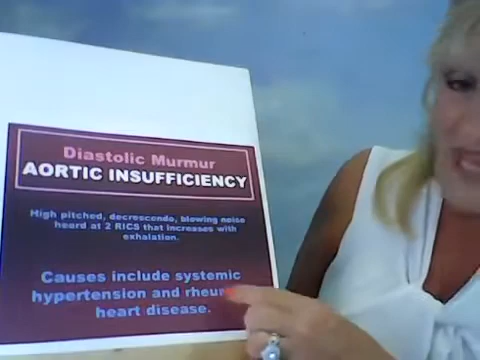 Diastolic Murmur
AORTIC INSUFFICIENCY
High pitched, decrescendo, blowing noise
heard at 2 RICS that increases with
exhalation.
Causes include systemic
hypertension and
heart disease.